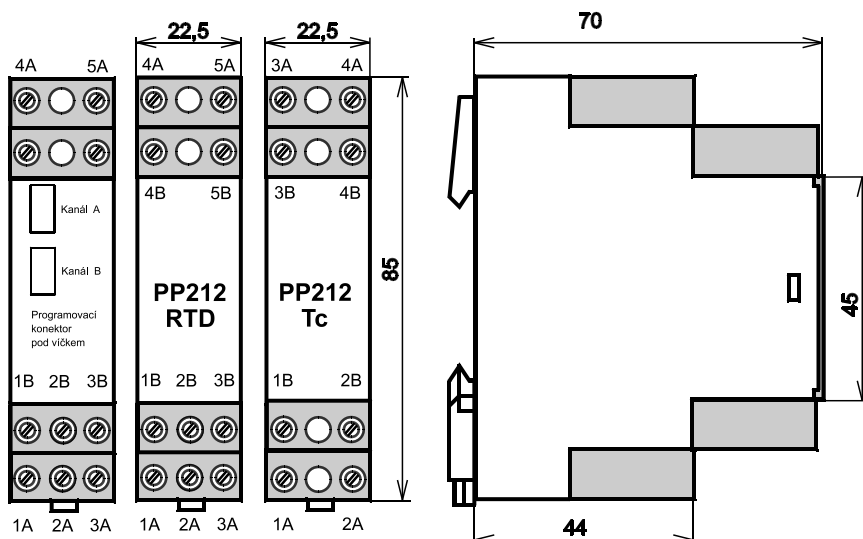 22,5 22,5 70
4A 5A 4A 5A 3A 4A
4B 5B 3B 4B
Kanál A
Kanál B
PP212
RTD
PP212
Tc
85
45
Programovací
konektor
pod víčkem
1B 2B 3B 1B 2B 3B 1B 2B
1A 2A 3A 1A 2A 3A 1A 2A
44